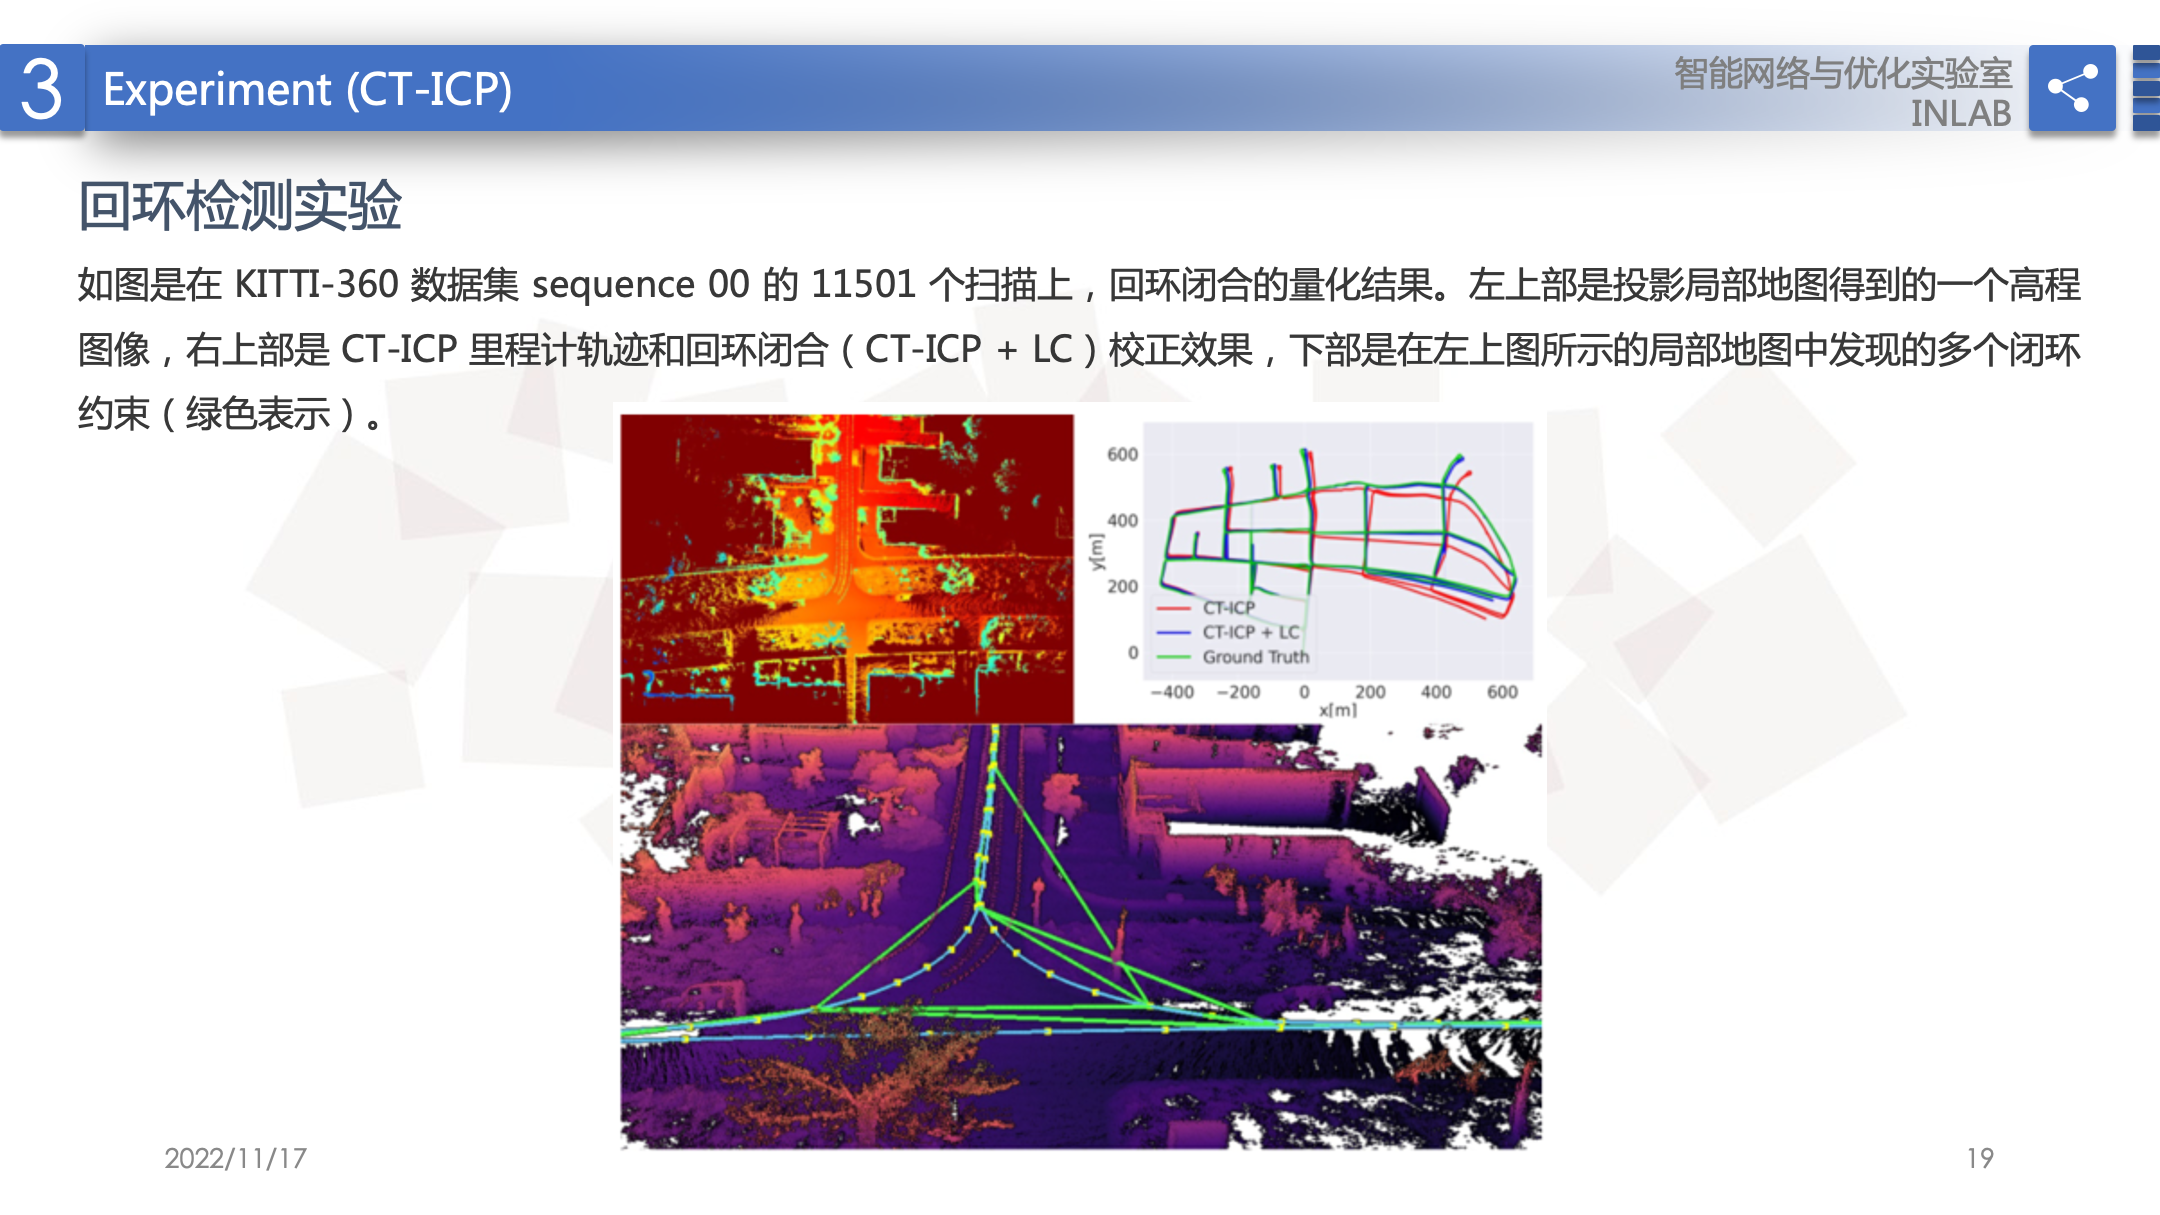 3
Experiment (CT-ICP)
智能网络与优化实验室
INLAB
回环检测实验
如图是在 KITTI-360 数据集 sequence 00 的 11501 个扫描上，回环闭合的量化结果。左上部是投影局部地图得到的一个高程
图像，右上部是 CT-ICP 里程计轨迹和回环闭合（CT-ICP + LC）校正效果，下部是在左上图所示的局部地图中发现的多个闭环
约束（绿色表示）。
600
400
200
0
y[m]
CT-ICP
CT-ICP + LC
Ground Truth
−400 −200 0 200 400 600
x[m]
2022/11/17
19